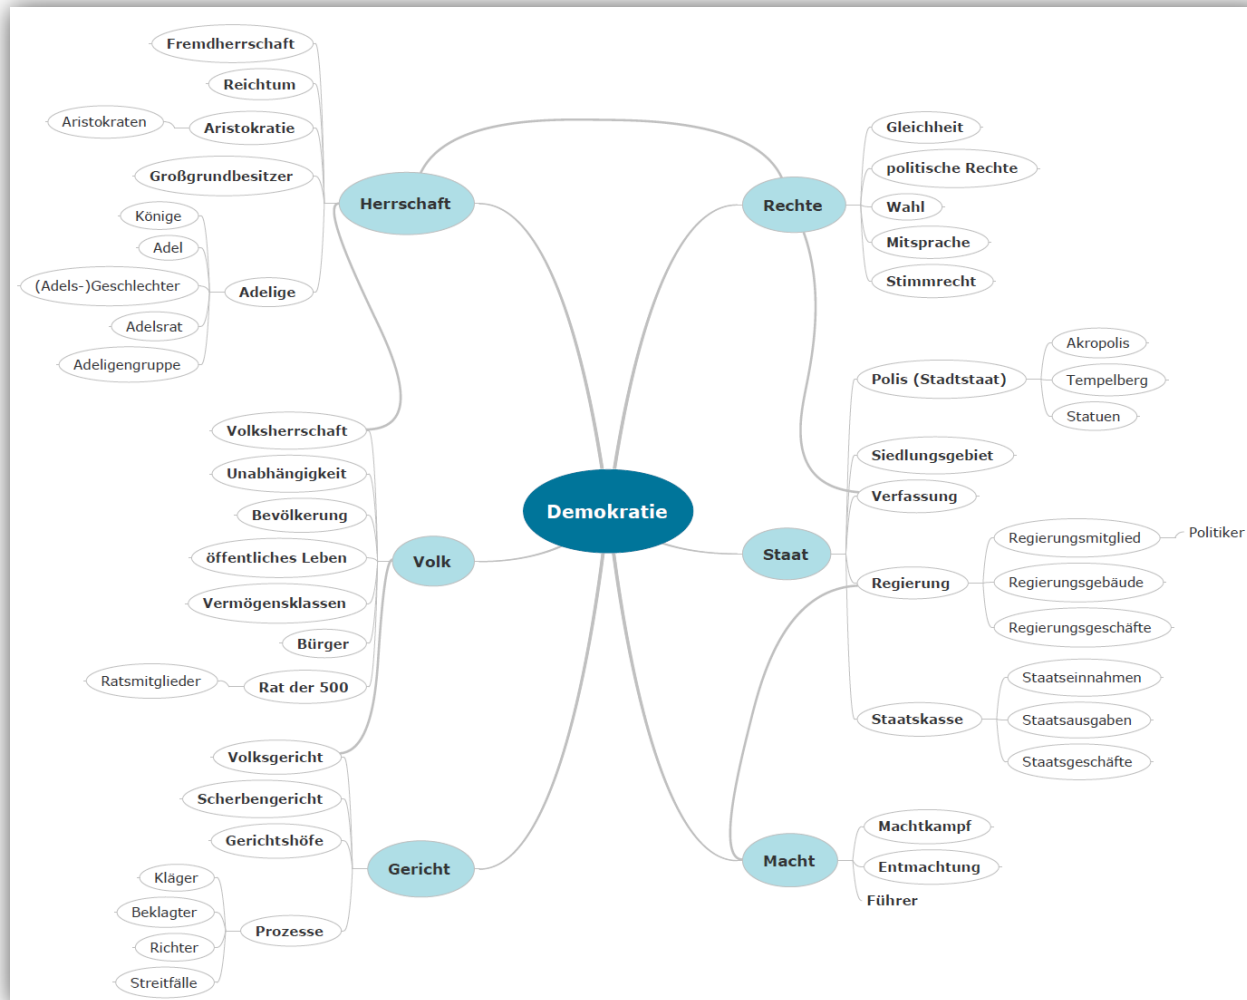 Demokratie
Herrschaft
Fremdherrschaft
Reichtum
Aristokratie
Aristokraten
Großgrundbesitzer
Adelige
Könige
Adel
(Adels-)Geschlechter
Adelsrat
Adeligengruppe
Volk
Volksherrschaft
Unabhängigkeit
Bevölkerung
öffentliches Leben
Vermögensklassen
Bürger
Rat der 500
Ratsmitglieder
Gericht
Volksgericht
Scherbengericht
Gerichtshöfe
Prozesse
Kläger
Beklagter
Richter
Streitfälle
Rechte
Gleichheit
politische Rechte
Wahl
Mitsprache
Stimmrecht
Staat
Polis (Stadtstaat)
Akropolis
Tempelberg
Statuen
Siedlungsgebiet
Verfassung
Regierung
Regierungsmitglied
Politiker
Regierungsgebäude
Regierungsgeschäfte
Staatskasse
Staatseinnahmen
Staatsausgaben
Staatsgeschäfte
Macht
Machtkampf
Entmachtung
Führer